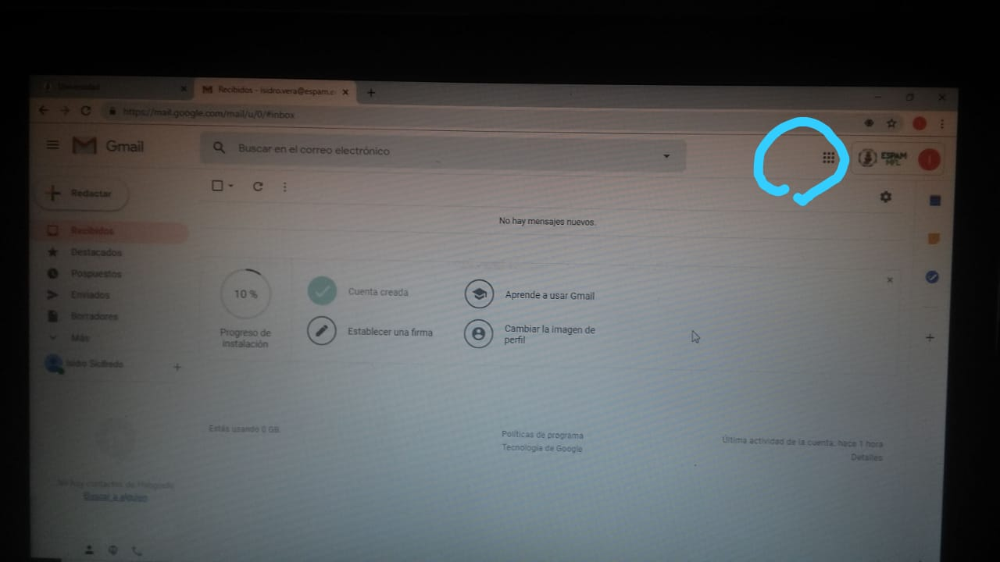 Recibidos - isidro.vera@espam.e
https://mail.google.com/mail/u/0/#inbox
Gmail
Buscar en el correo electrónico
ESPAM
MFL
Redactar
No hay mensajes nuevos.
Recibidos
Destacados
Pospuestos
Enviados
Borradores
Más
Isidro Sicifredo
10 %
Progreso de
instalación
Cuenta creada
Establecer una firma
Aprende a usar Gmail
Cambiar la imagen de
perfil
Estás usando 0 GB.
Políticas de programa
Tecnología de Google
Última actividad de la cuenta: hace 1 hora
Detalles
No hay contactos de Hangouts
Buscar a alguien